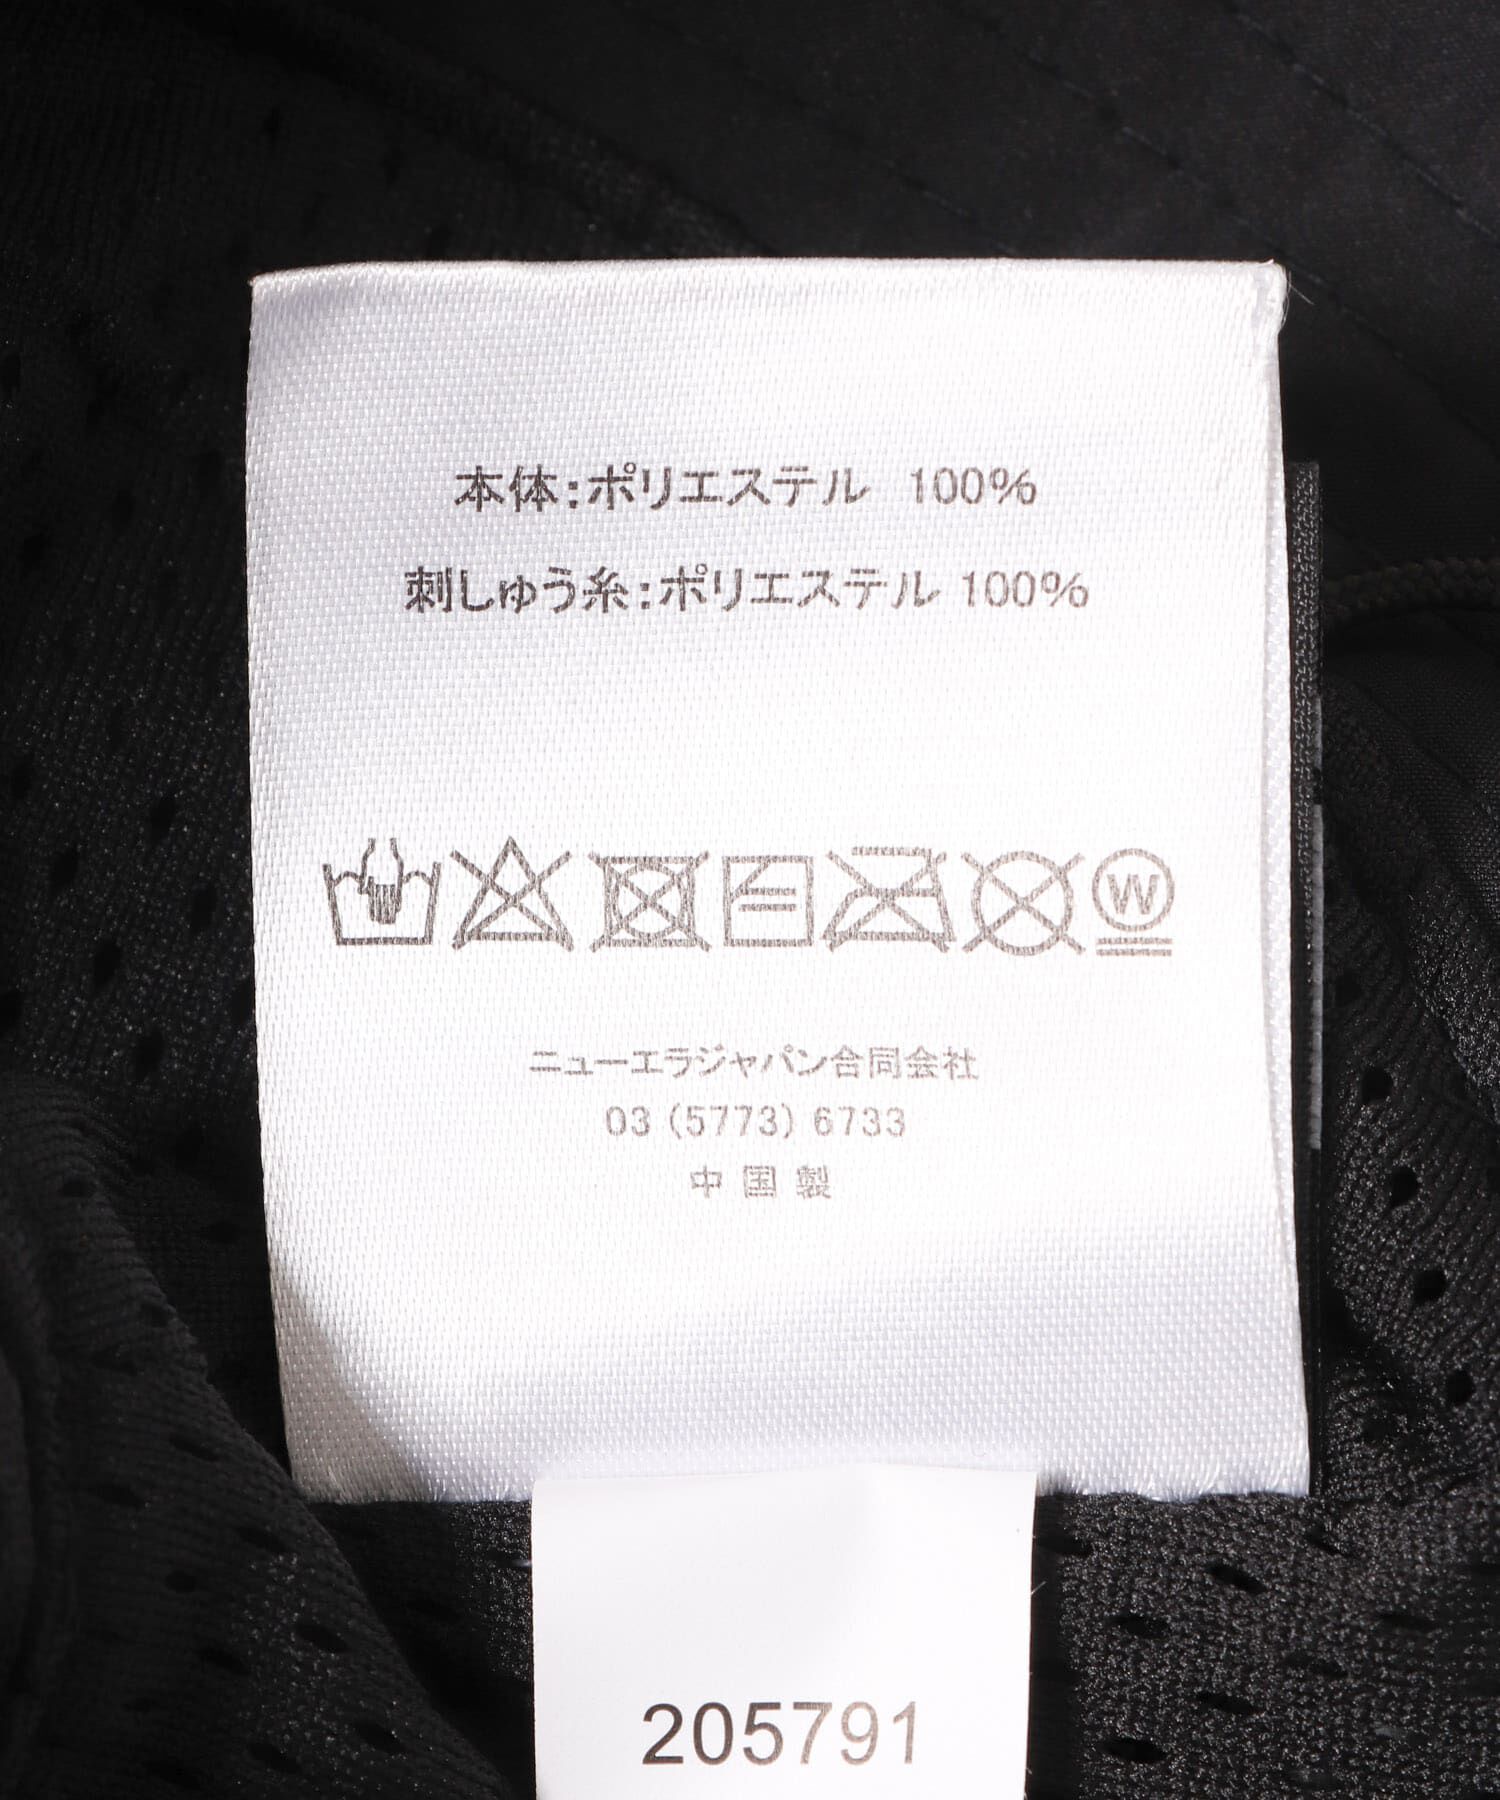 本体:ポリエステル 100%
刺しゅう糸:ポリエステル 100%
W
ニューエラジャパン合同会社
03 (5773) 6733
中国製
205791